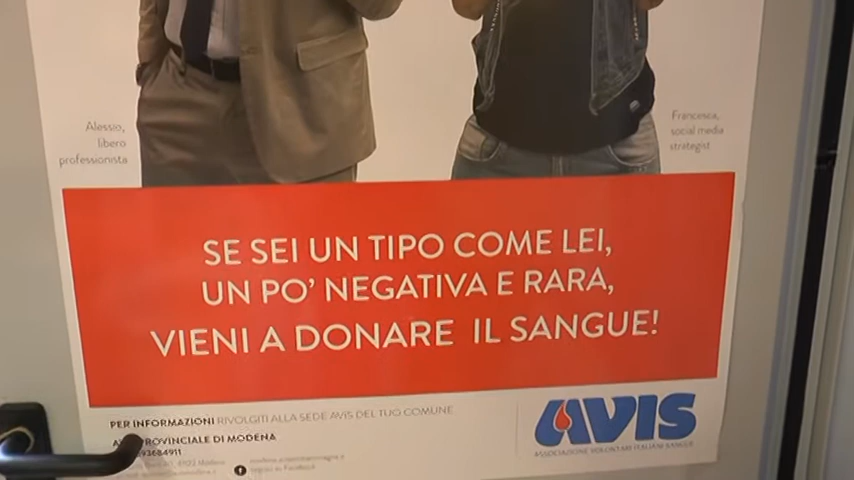 Alessio,
libero
professionista
Francesca,
social media
strategist
SE SEI UN TIPO COME LEI,
UN PO' NEGATIVA E RARA,
VIENI A DONARE IL SANGUE!
PER INFORMAZIONI RIVOLGITI ALLA SEDE AVIS DEL TUO COMUNE
PROVINCIALE DI MODENA
AVIS
ASSOCIAZIONE VOLONTARI ITALIANI SANGUE